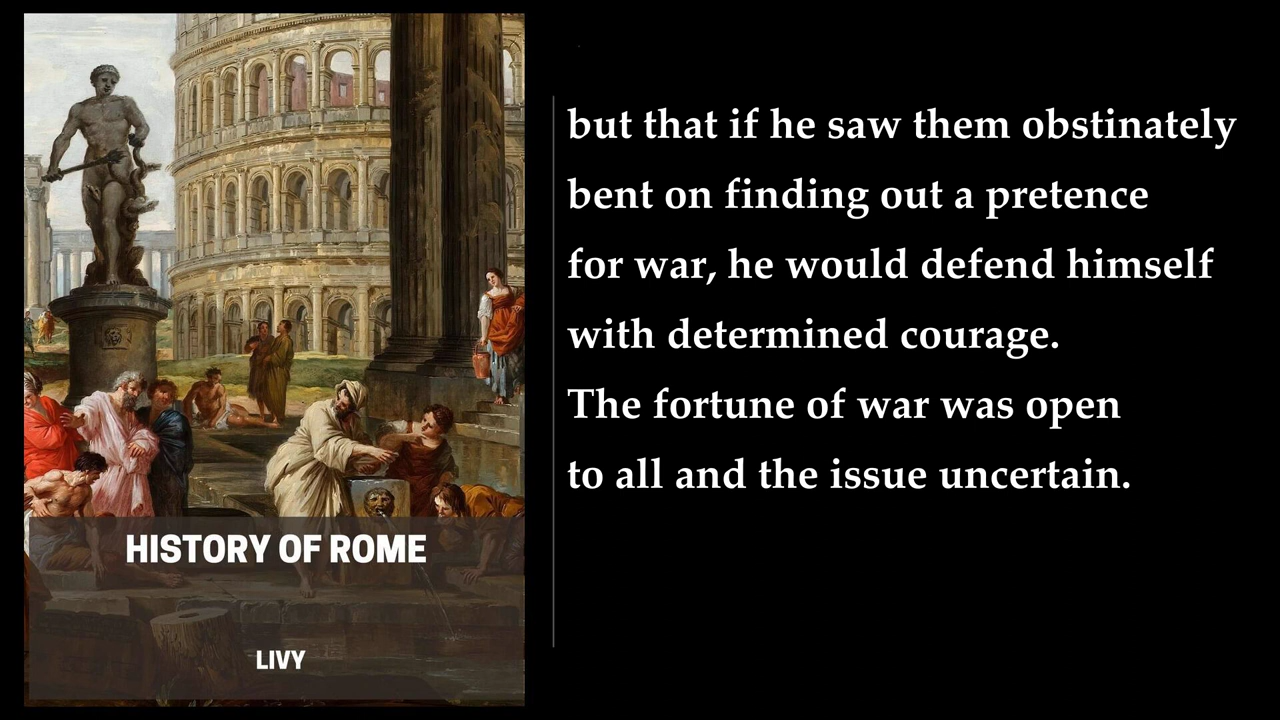 HISTORY OF ROME
LIVY
but that if he saw them obstinately
bent on finding out a pretence
for war, he would defend himself
with determined courage.
The fortune of war was open
to all and the issue uncertain.